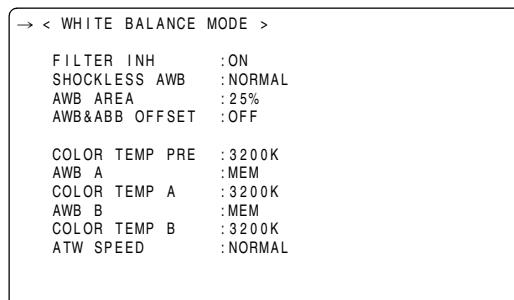 → < WHITE BALANCE MODE >
FILTER INH :ON
SHOCKLESS AWB :NORMAL
AWB AREA :25%
AWB&ABB OFFSET :OFF
COLOR TEMP PRE :3200K
AWB A :MEM
COLOR TEMP A :3200K
AWB B :MEM
COLOR TEMP B :3200K
ATW SPEED :NORMAL